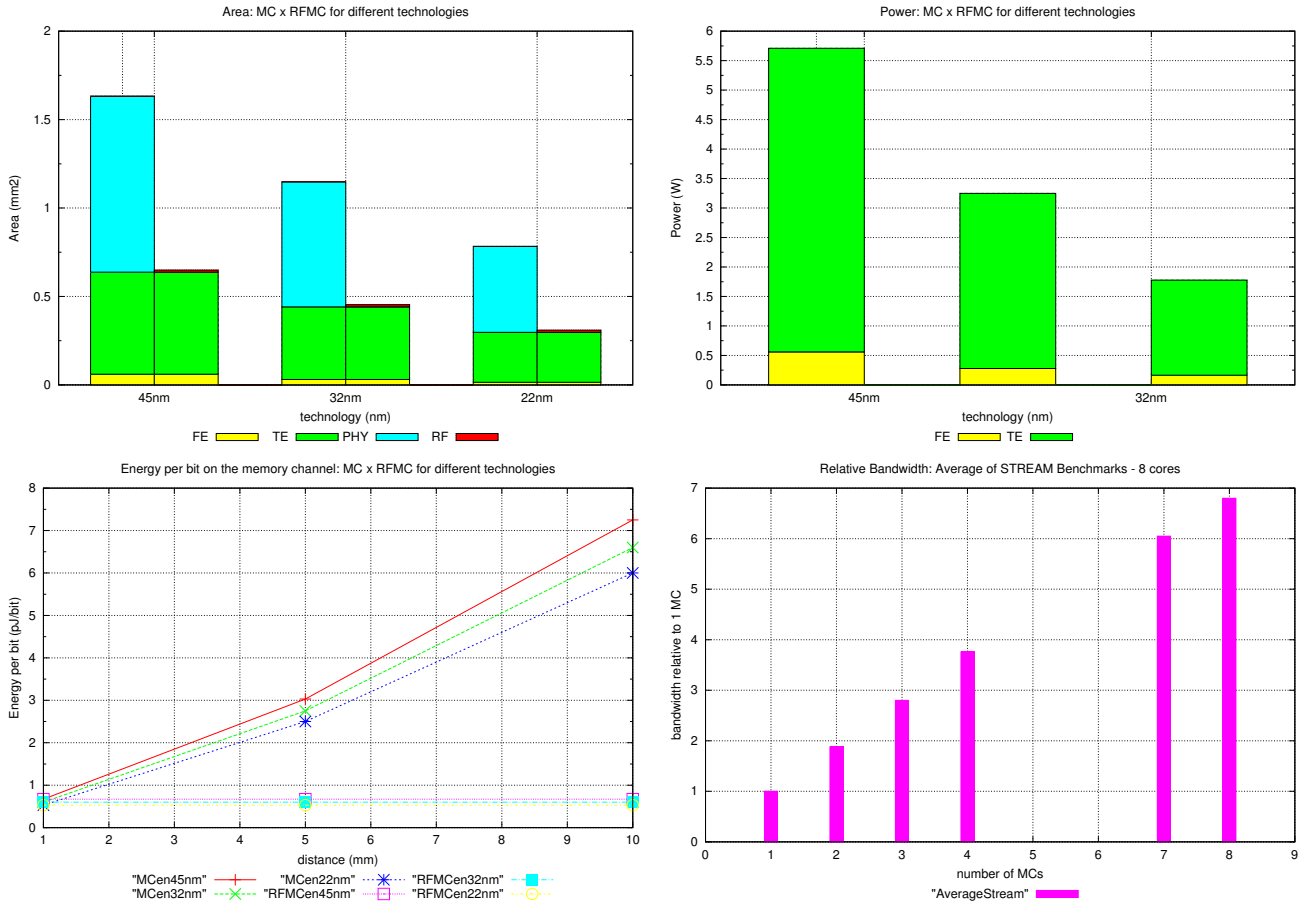 Area: MC x RFMC for different technologies
2
1.5
1
0.5
0
Area (mm2)
45nm
32nm
22nm
technology (nm)
FE
TE
PHY
RF
Power: MC x RFMC for different technologies
6
5.5
5
4.5
4
3.5
3
2.5
2
1.5
1
0.5
0
Power (W)
45nm
32nm
technology (nm)
FE
TE
Energy per bit on the memory channel: MC x RFMC for different technologies
8
7
6
5
4
3
2
1
0
Energy per bit (pJ/bit)
1 2 3 4 5 6 7 8 9 10
distance (mm)
"MCen45nm"
"MCen32nm"
"MCen22nm"
"RFMCen45nm"
"RFMCen32nm"
"RFMCen22nm"
Relative Bandwidth: Average of STREAM Benchmarks - 8 cores
7
6
5
4
3
2
1
0
bandwidth relative to 1 MC
0 1 2 3 4 5 6 7 8 9
number of MCs
"AverageStream"